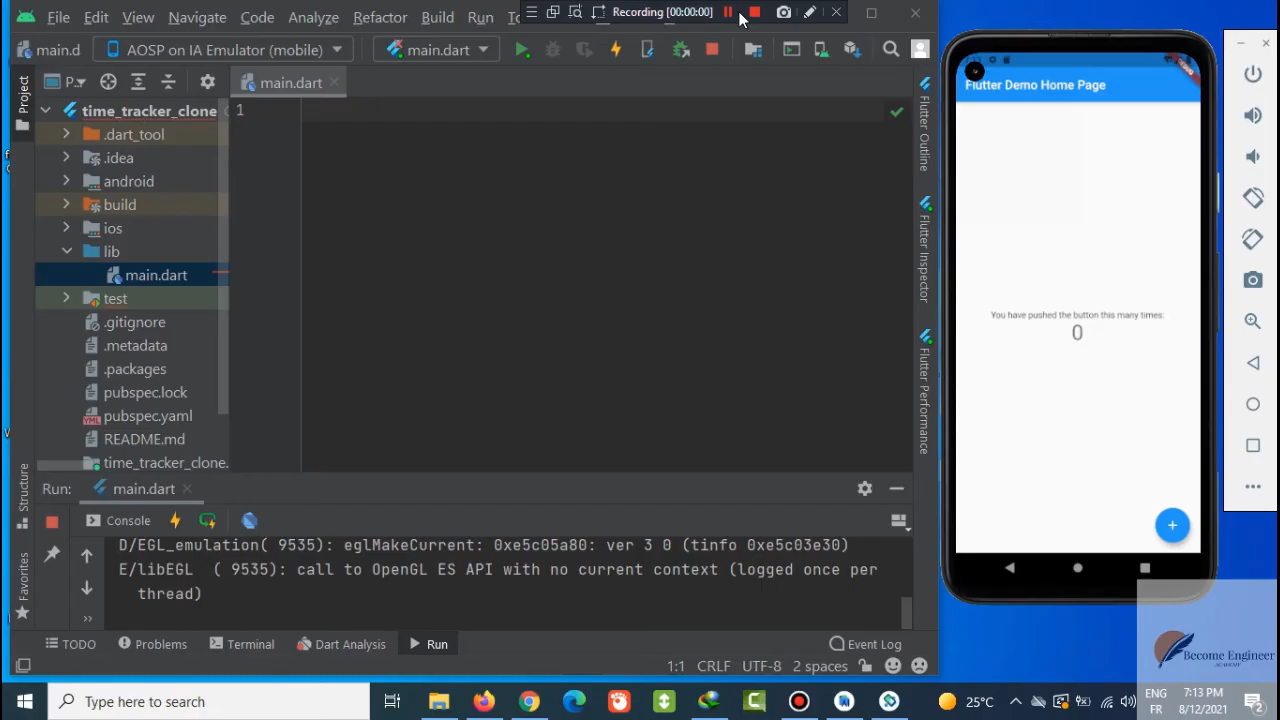 File Edit View Navigate Code Analyze Refactor Build Run
Recording [00:00:00]
main.d
AOSP on IA Emulator (mobile)
main.dart
Project
P..
main.dart
time_tracker_clone
1
.dart_tool
.idea
android
build
ios
lib
main.dart
test
.gitignore
.metadata
.packages
pubspec.lock
pubspec.yaml
README.md
time_tracker_clone.
Flutter Outline
Flutter Inspector
Flutter Performance
Structure
Favorites
Run:
main.dart
Console
D/EGL_emulation( 9535): eglMakeCurrent: 0xe5c05a80: ver 3 0 (tinfo 0xe5c03e30)
E/libEGL  ( 9535): call to OpenGL ES API with no current context (logged once per
thread)
TODO
Problems
Terminal
Dart Analysis
Run
Event Log
1:1 CRLF UTF-8 2 spaces
Flutter Demo Home Page
You have pushed the button this many times:
0
Become Engineer
ACADEMY
Type here to search
25°C
ENG
FR
7:13 PM
8/12/2021
2